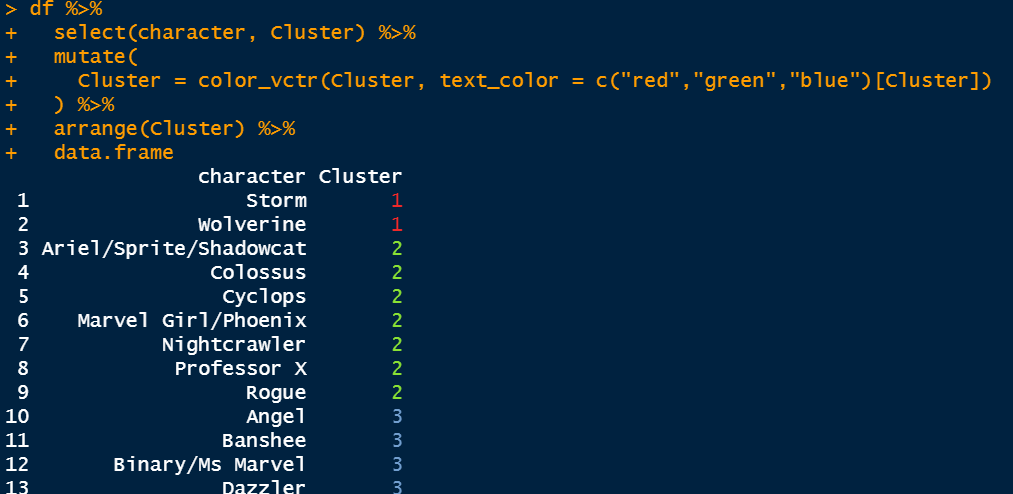 > df %>%
+   select(character, Cluster) %>%
+   mutate(
+     Cluster = color_vctr(Cluster, text_color = c("red","green","blue")[Cluster])
+   ) %>%
+   arrange(Cluster) %>%
+   data.frame
                character Cluster
 1                  Storm       1
 2              Wolverine       1
 3 Ariel/Sprite/Shadowcat       2
 4               Colossus       2
 5                Cyclops       2
 6    Marvel Girl/Phoenix       2
 7           Nightcrawler       2
 8            Professor X       2
 9                  Rogue       2
10                  Angel       3
11                Banshee       3
12       Binary/Ms Marvel       3
13                Dazzler       3